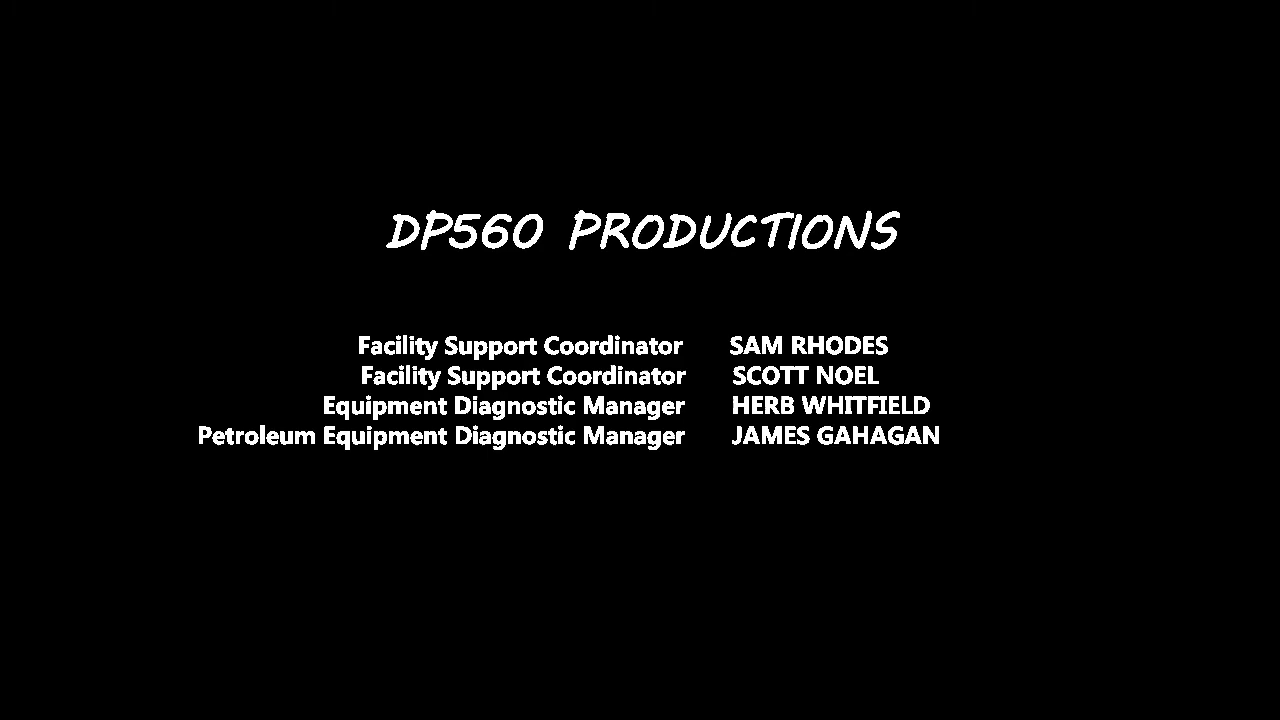 DP560 PRODUCTIONS
Facility Support Coordinator SAM RHODES
Facility Support Coordinator SCOTT NOEL
Equipment Diagnostic Manager HERB WHITFIELD
Petroleum Equipment Diagnostic Manager JAMES GAHAGAN